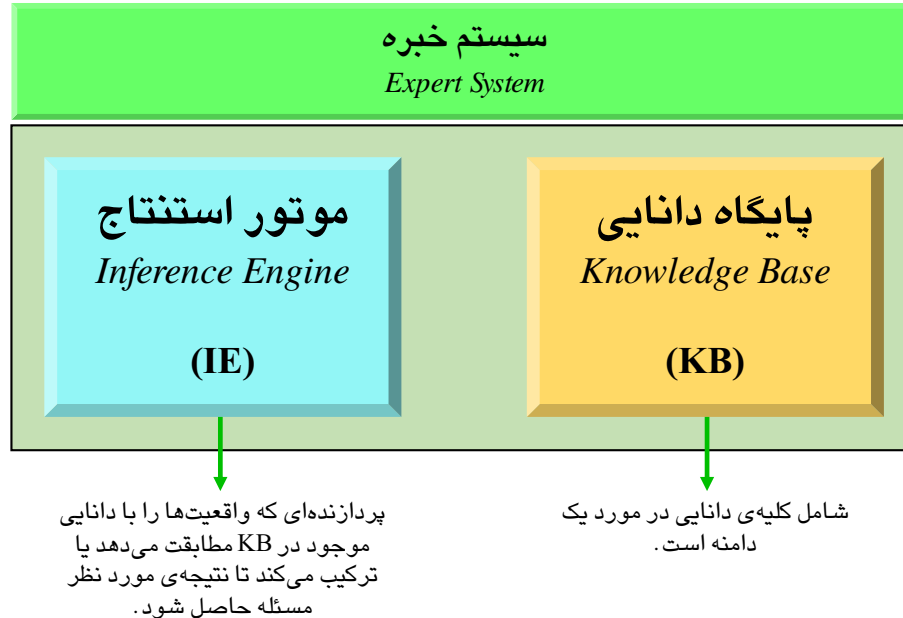 سیستم خبره
Expert System
پایگاه دانایی
Knowledge Base
(KB)
موتور استنتاج
Inference Engine
(IE)
شامل کلیه‌ی دانایی در مورد یک
دامنه است.
پردازنده‌ای که واقعیت‌ها را با دانایی
موجود در KB مطابقت می‌دهد یا
ترکیب می‌کند تا نتیجه‌ی مورد نظر
مسئله حاصل شود.